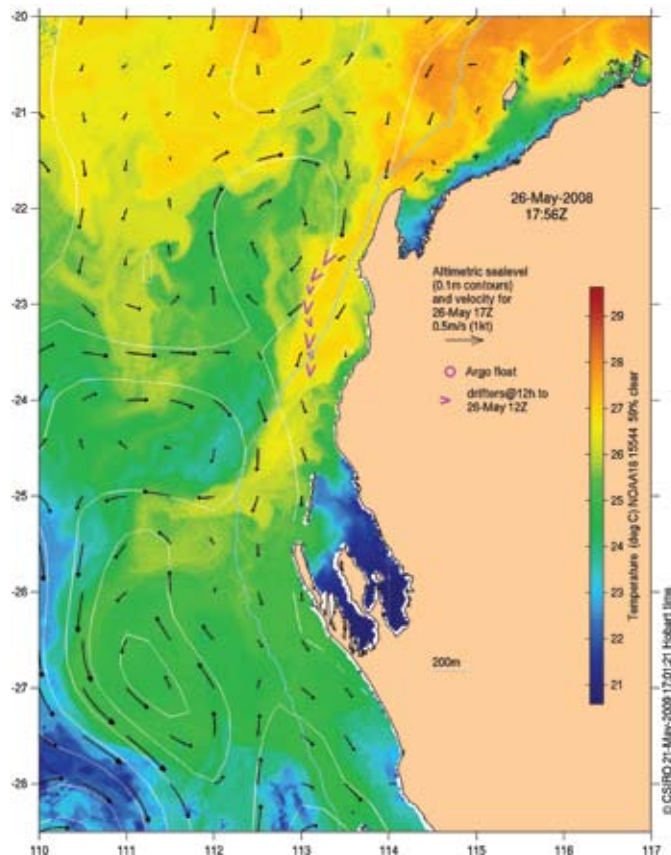 -20
-21
-22
-23
-24
-25
-26
-27
-28
26-May-2008
17:56Z
Altimetric sealevel
(0.1m contours)
and velocity for
26-May 17Z
0.5m/s (1kt)
Argo float
drifters@12h to
26-May 12Z
200m
29
28
27
26
25
24
23
22
21
Temperature (deg C) NOAA18 15544 59% clear
© CSIRO 21-May-2009 17:01:21 Hobart time
110
111
112
113
114
115
116
117